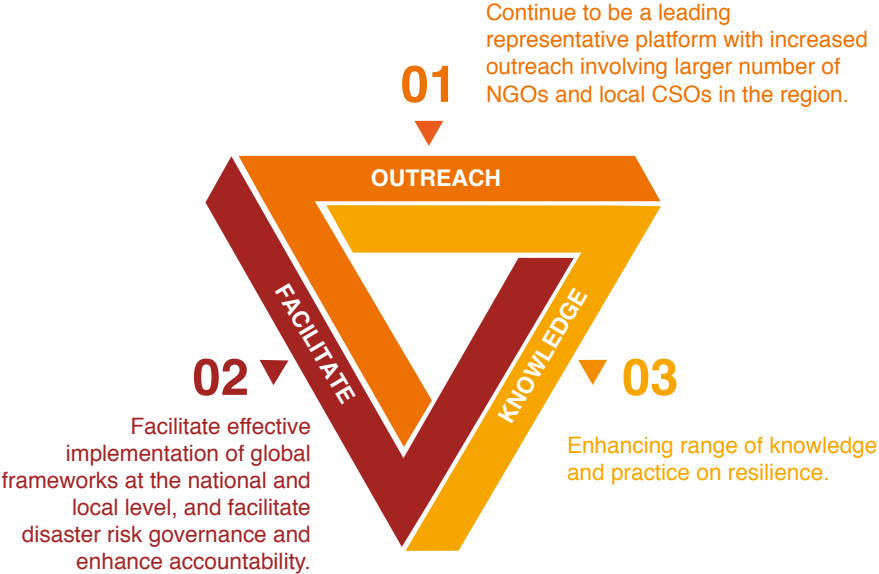 Continue to be a leading
representative platform with increased
outreach involving larger number of
NGOs and local CSOs in the region.
01
OUTREACH
FACILITATE
KNOWLEDGE
02
Facilitate effective
implementation of global
frameworks at the national and
local level, and facilitate
disaster risk governance and
enhance accountability.
03
Enhancing range of knowledge
and practice on resilience.